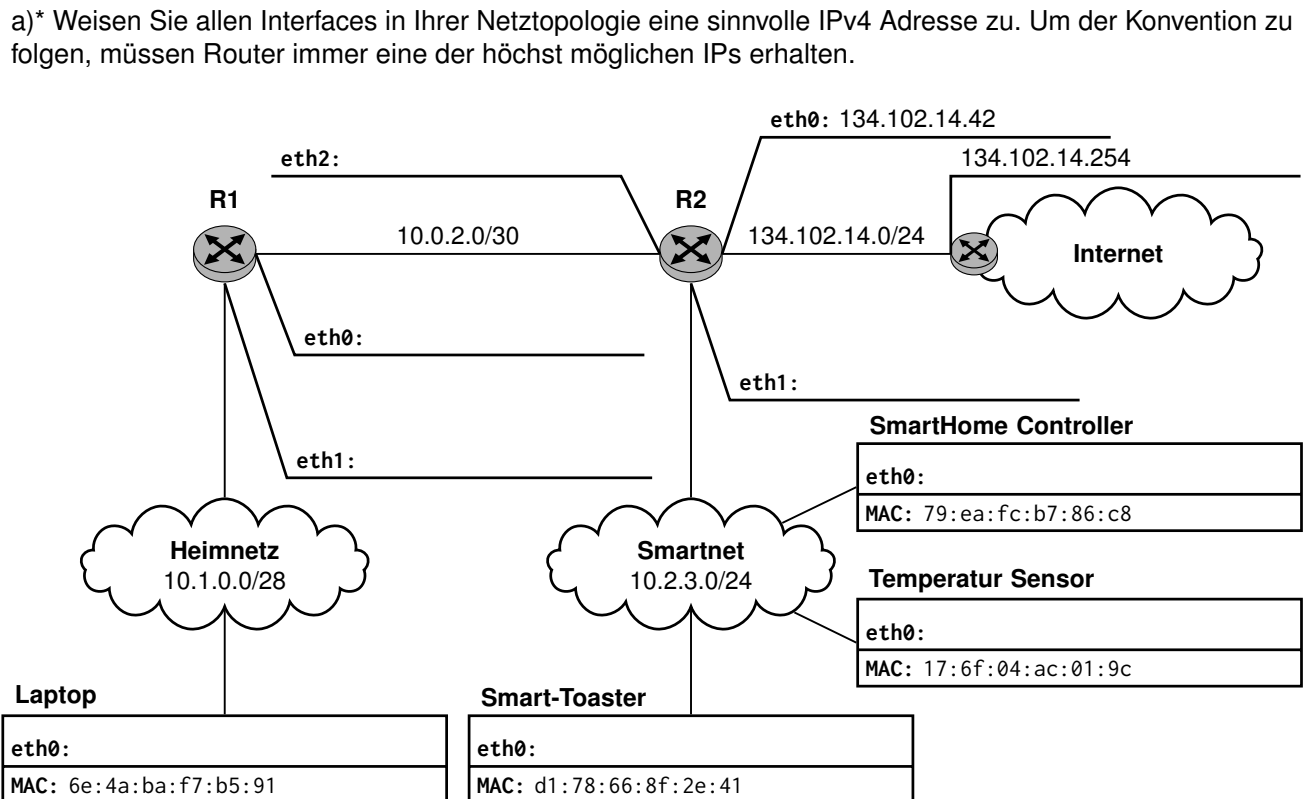 a)* Weisen Sie allen Interfaces in Ihrer Netztopologie eine sinnvolle IPv4 Adresse zu. Um der Konvention zu
folgen, müssen Router immer eine der höchst möglichen IPs erhalten.
eth0: 134.102.14.42
eth2:
134.102.14.254
R1
R2
10.0.2.0/30
134.102.14.0/24
Internet
eth0:
eth1:
SmartHome Controller
eth1:
eth0:
MAC: 79:ea:fc:b7:86:c8
Heimnetz
10.1.0.0/28
Smartnet
10.2.3.0/24
Temperatur Sensor
eth0:
MAC: 17:6f:04:ac:01:9c
Laptop
eth0:
MAC: 6e:4a:ba:f7:b5:91
Smart-Toaster
eth0:
MAC: d1:78:66:8f:2e:41